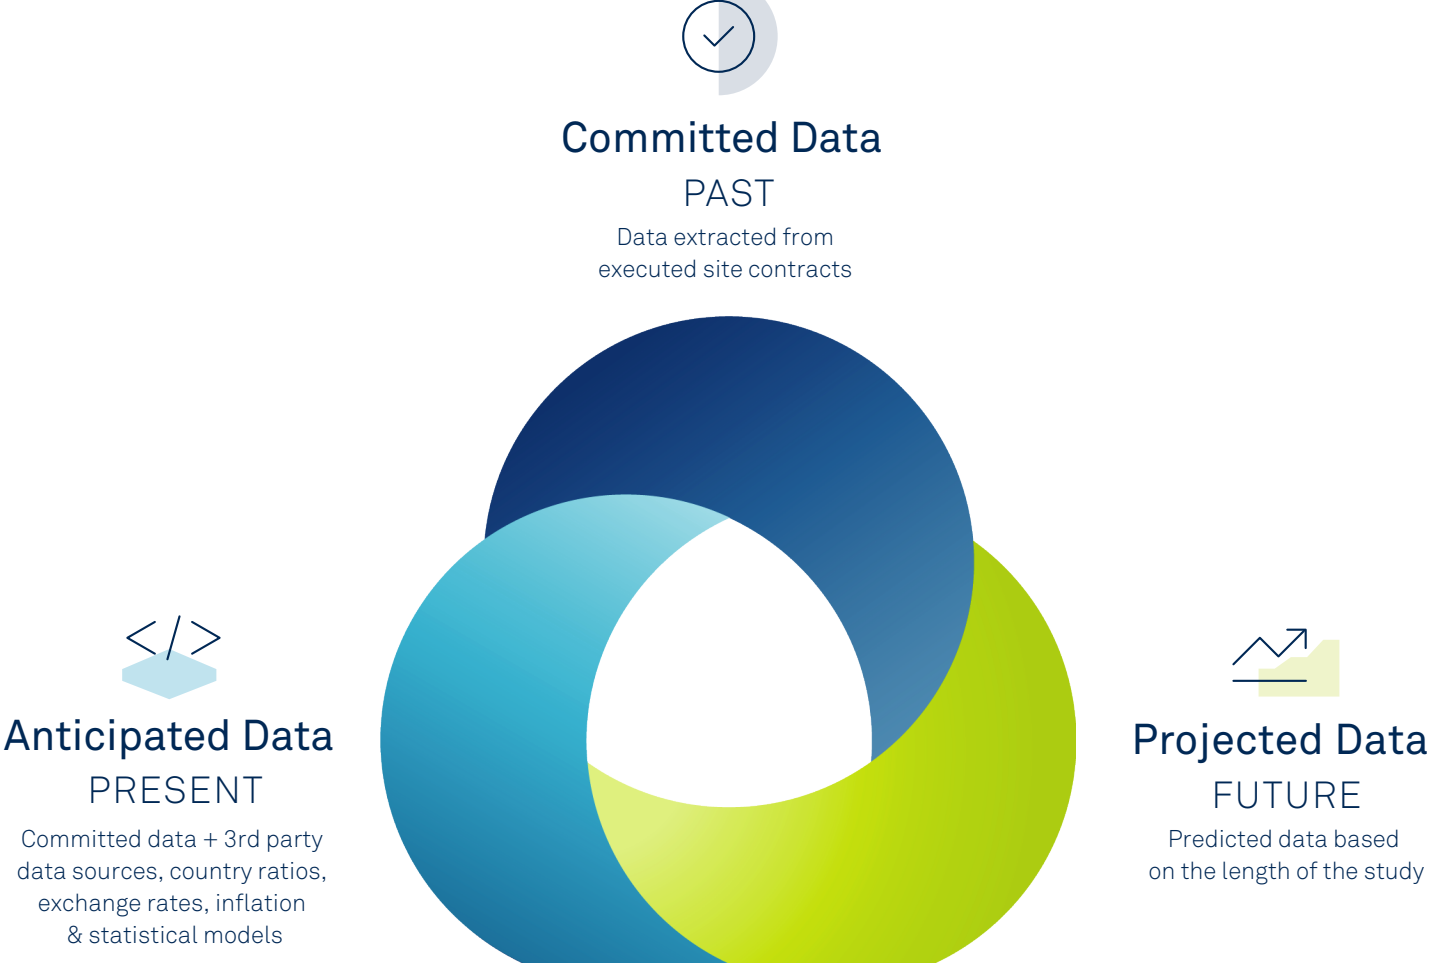 Committed Data
PAST
Data extracted from
executed site contracts
Anticipated Data
PRESENT
Committed data + 3rd party
data sources, country ratios,
exchange rates, inflation
& statistical models
Projected Data
FUTURE
Predicted data based
on the length of the study